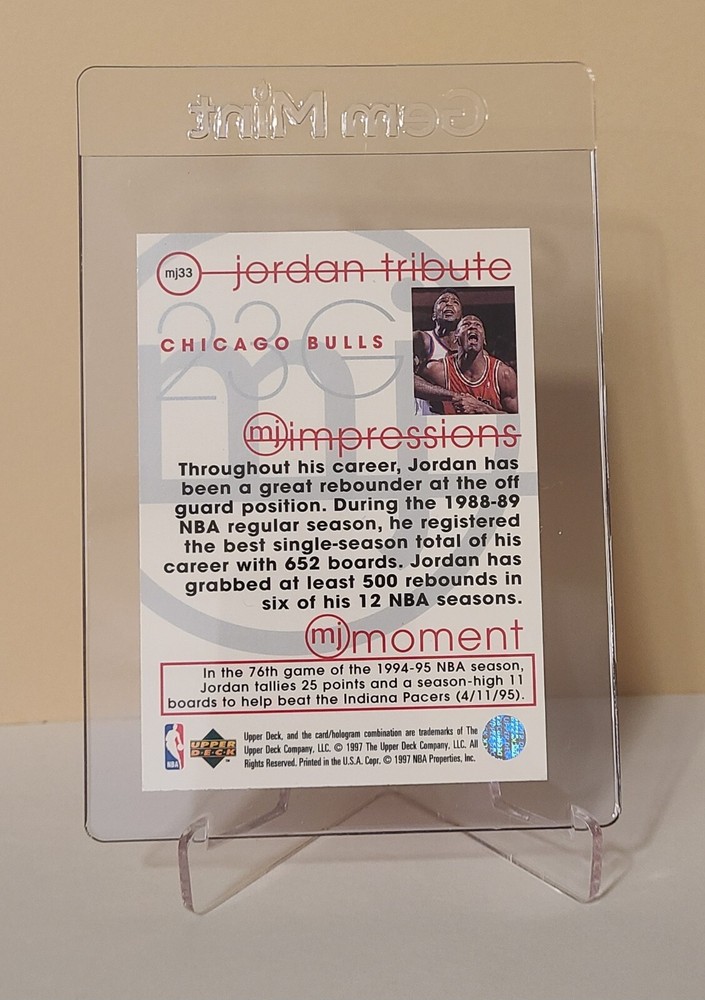 Gem Mint
mj33
jordan tribute
23G
CHICAGO BULLS
mj impressions
Throughout his career, Jordan has
been a great rebounder at the off
guard position. During the 1988-89
NBA regular season, he registered
the best single-season total of his
career with 652 boards. Jordan has
grabbed at least 500 rebounds in
six of his 12 NBA seasons.
mj moment
In the 76th game of the 1994-95 NBA season,
Jordan tallies 25 points and a season-high 11
boards to help beat the Indiana Pacers (4/11/95).
Upper Deck, and the card/hologram combination are trademarks of The
Upper Deck Company, LLC. © 1997 The Upper Deck Company, LLC. All
Rights Reserved. Printed in the U.S.A. Copr. © 1997 NBA Properties, Inc.
NBA
UPPER
DECK
TM
mj